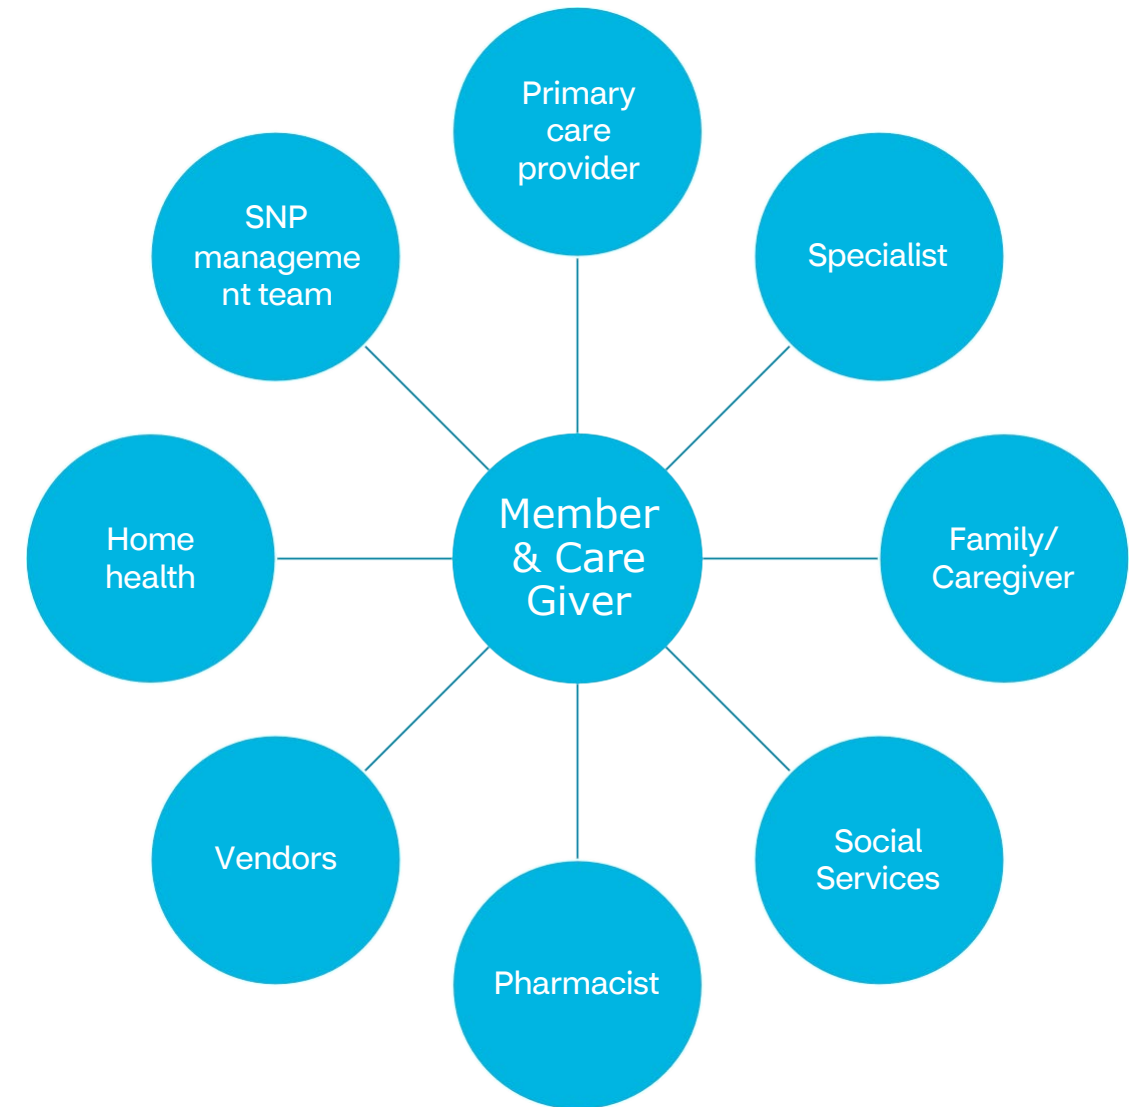 Primary
care
provider
SNP
manageme
nt team
Specialist
Member
& Care
Giver
Home
health
Family/
Caregiver
Vendors
Social
Services
Pharmacist